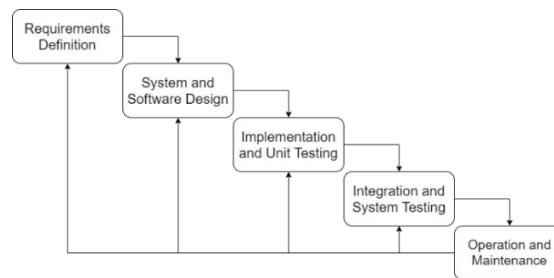 Requirements
Definition
System and
Software Design
Implementation
and Unit Testing
Integration and
System Testing
Operation and
Maintenance